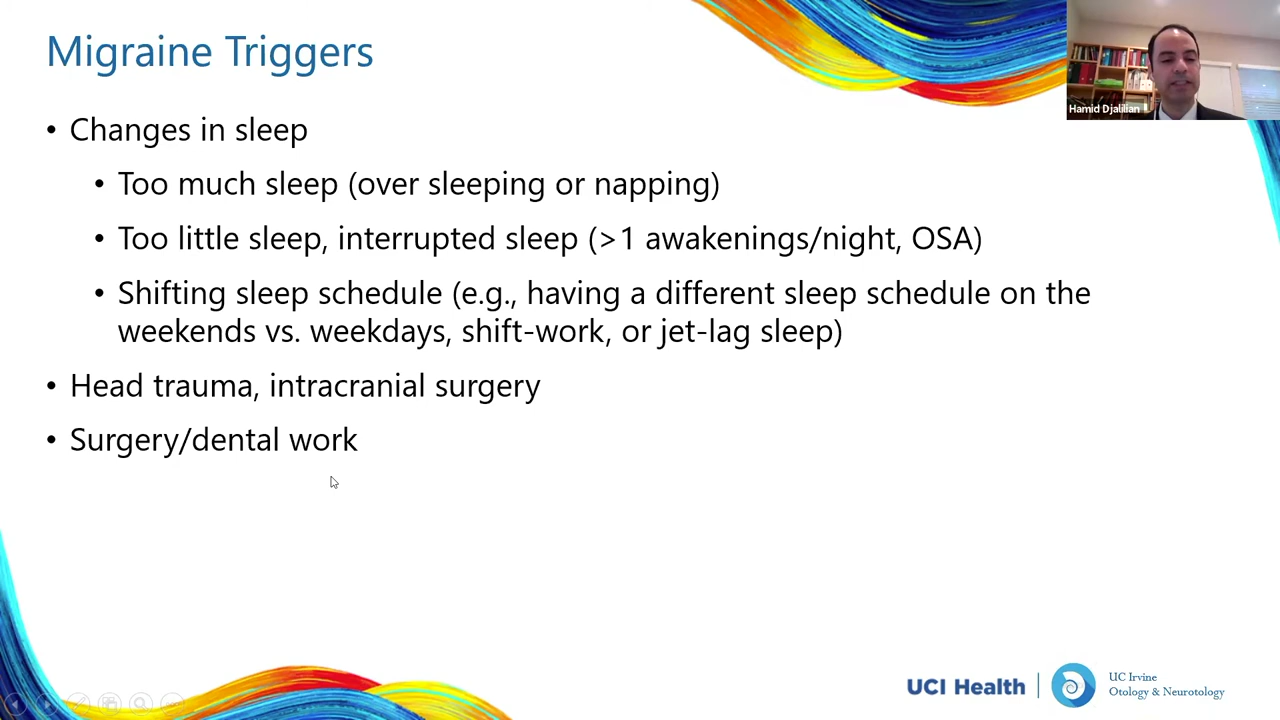 Migraine Triggers
Hamid Djalilian
• Changes in sleep
• Too much sleep (over sleeping or napping)
• Too little sleep, interrupted sleep (>1 awakenings/night, OSA)
• Shifting sleep schedule (e.g., having a different sleep schedule on the
weekends vs. weekdays, shift-work, or jet-lag sleep)
• Head trauma, intracranial surgery
• Surgery/dental work
UCI Health
UC Irvine
Otology & Neurotology